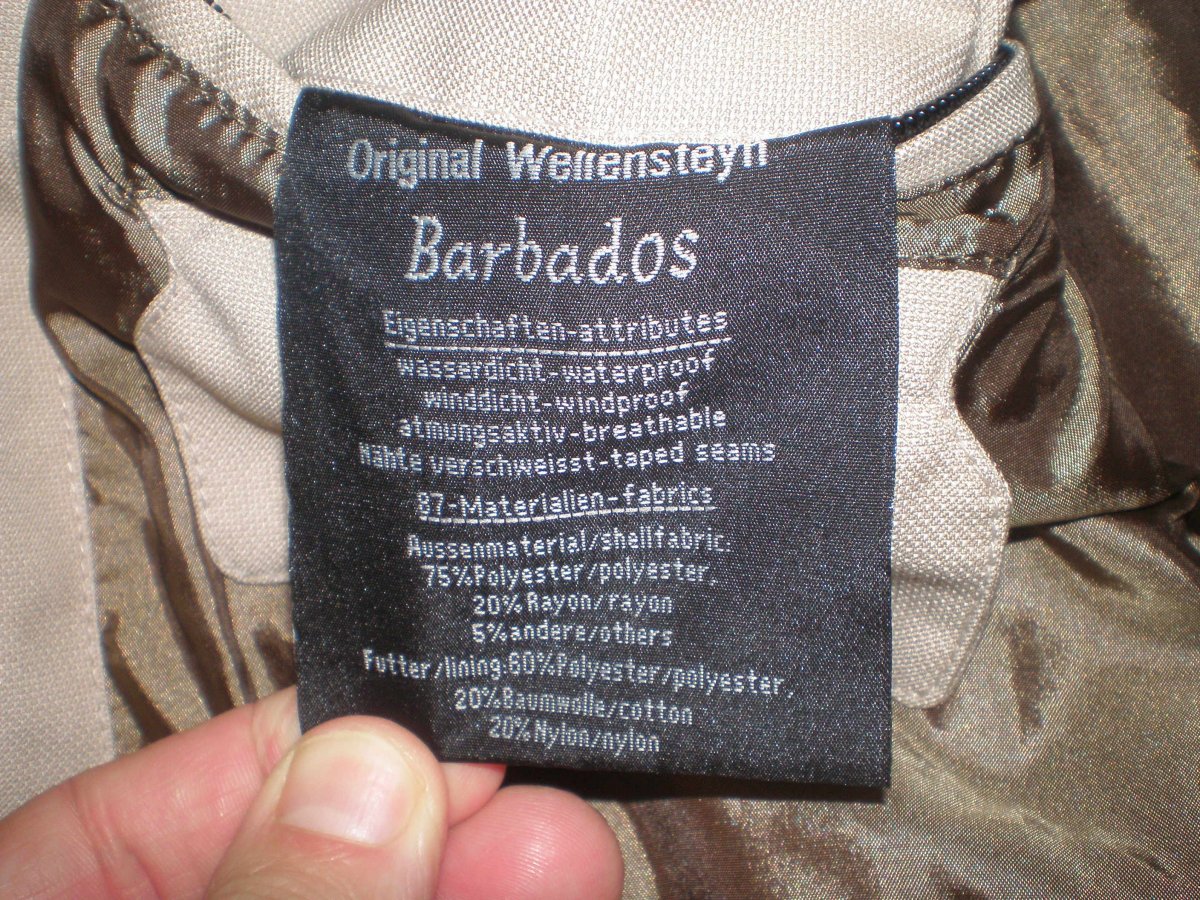 Original Wellensteyn
Barbados
Eigenschaften-attributes
wasserdicht-waterproof
winddicht-windproof
atmungsaktiv-breathable
Nähte verschweisst-taped seams
87-Materialien-fabrics
Aussenmaterial/shellfabric:
75%Polyester/polyester,
20%Rayon/rayon
5%andere/others
Futter/lining:60%Polyester/polyester,
20%Baumwolle/cotton
20%Nylon/nylon